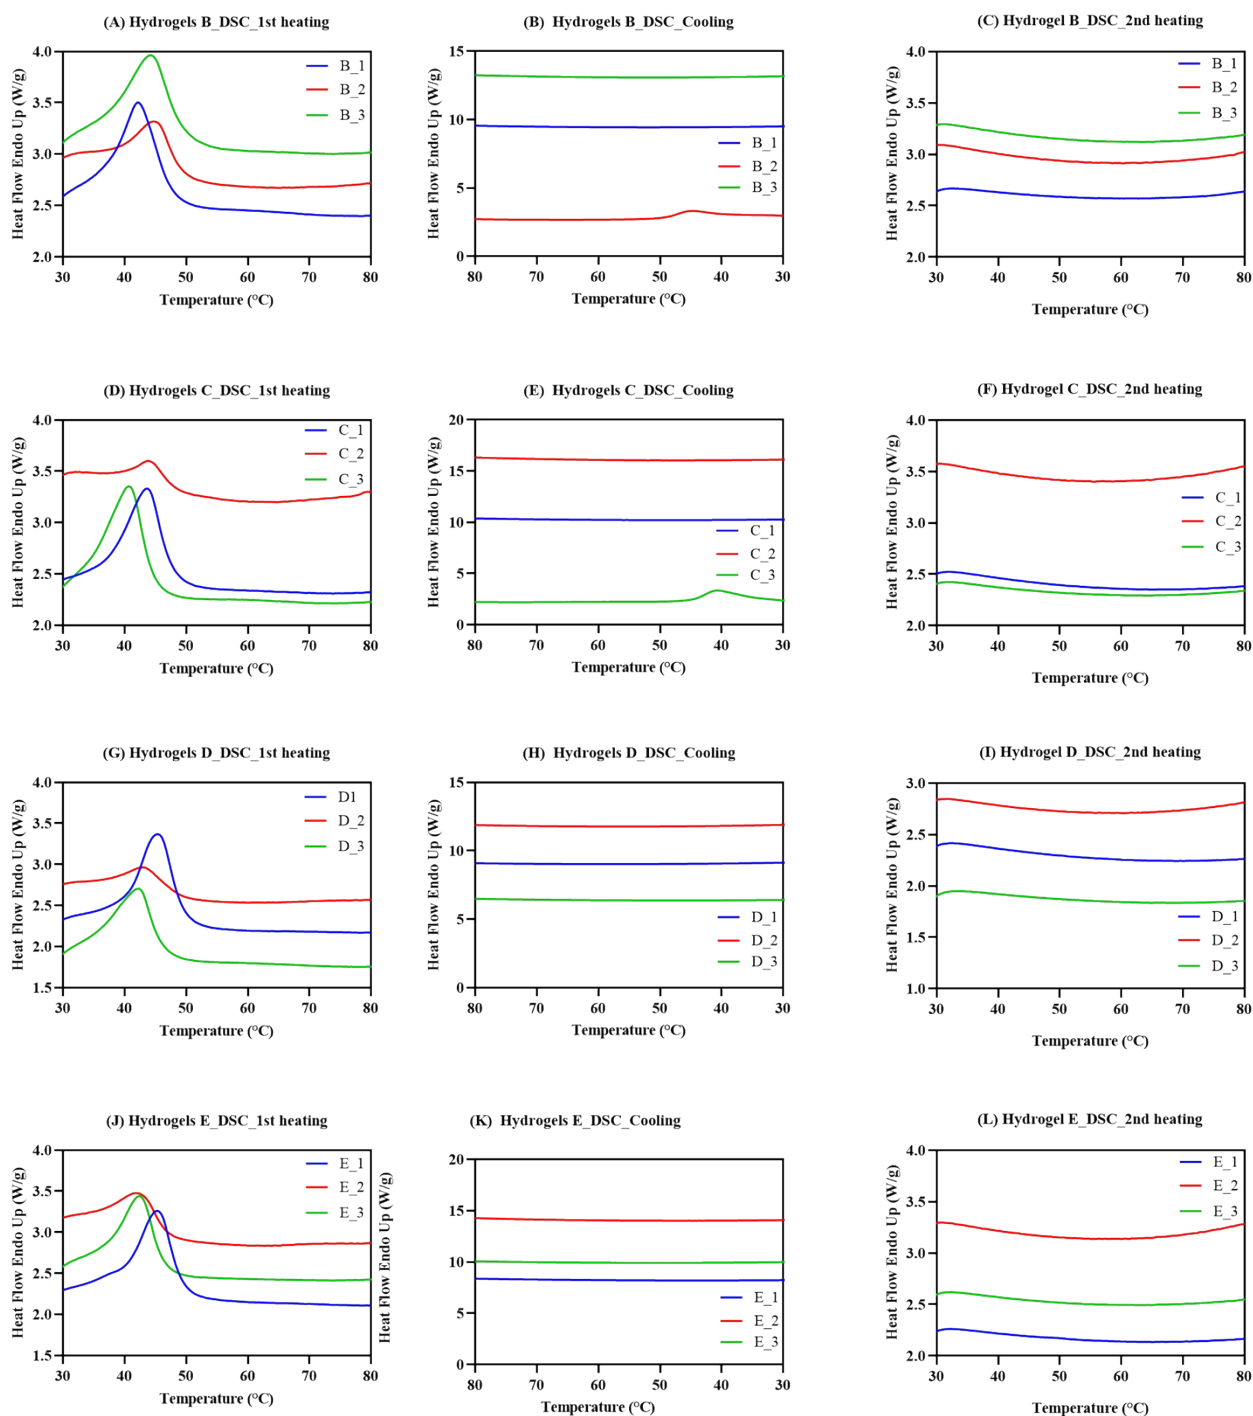 (A) Hydrogels B_DSC_1st heating
Heat Flow Endo Up (W/g)
4.0
3.5
3.0
2.5
2.0
B_1
B_2
B_3
30 40 50 60 70 80
Temperature (°C)
(B) Hydrogels B_DSC_Cooling
Heat Flow Endo Up (W/g)
15
10
5
0
B_1
B_2
B_3
80 70 60 50 40 30
Temperature (°C)
(C) Hydrogel B_DSC_2nd heating
Heat Flow Endo Up (W/g)
4.0
3.5
3.0
2.5
2.0
B_1
B_2
B_3
30 40 50 60 70 80
Temperature (°C)
(D) Hydrogels C_DSC_1st heating
Heat Flow Endo Up (W/g)
4.0
3.5
3.0
2.5
2.0
C_1
C_2
C_3
30 40 50 60 70 80
Temperature (°C)
(E) Hydrogels C_DSC_Cooling
Heat Flow Endo Up (W/g)
20
15
10
5
0
C_1
C_2
C_3
80 70 60 50 40 30
Temperature (°C)
(F) Hydrogel C_DSC_2nd heating
Heat Flow Endo Up (W/g)
4.0
3.5
3.0
2.5
2.0
C_1
C_2
C_3
30 40 50 60 70 80
Temperature (°C)
(G) Hydrogels D_DSC_1st heating
Heat Flow Endo Up (W/g)
4.0
3.5
3.0
2.5
2.0
1.5
D1
D_2
D_3
30 40 50 60 70 80
Temperature (°C)
(H) Hydrogels D_DSC_Cooling
Heat Flow Endo Up (W/g)
15
10
5
0
D_1
D_2
D_3
80 70 60 50 40 30
Temperature (°C)
(I) Hydrogel D_DSC_2nd heating
Heat Flow Endo Up (W/g)
3.0
2.5
2.0
1.5
1.0
D_1
D_2
D_3
30 40 50 60 70 80
Temperature (°C)
(J) Hydrogels E_DSC_1st heating
Heat Flow Endo Up (W/g)
4.0
3.5
3.0
2.5
2.0
1.5
E_1
E_2
E_3
30 40 50 60 70 80
Temperature (°C)
(K) Hydrogels E_DSC_Cooling
Heat Flow Endo Up (W/g)
20
15
10
5
0
E_1
E_2
E_3
80 70 60 50 40 30
Temperature (°C)
(L) Hydrogel E_DSC_2nd heating
Heat Flow Endo Up (W/g)
4.0
3.5
3.0
2.5
2.0
E_1
E_2
E_3
30 40 50 60 70 80
Temperature (°C)